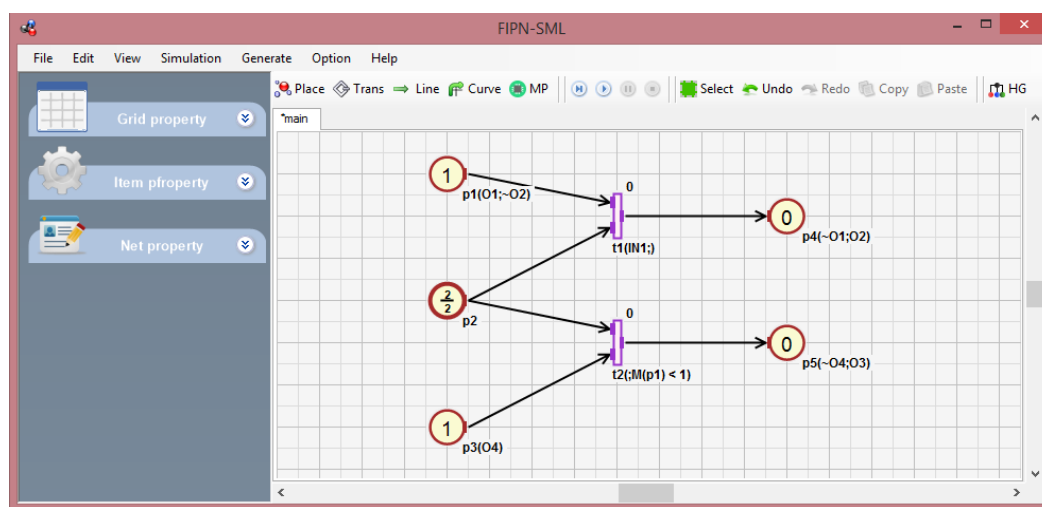 FIPN-SML
File Edit View Simulation Generate Option Help
Place Trans Line Curve MP Select Undo Redo Copy Paste HG
Grid property
Item pfroperty
Net property
*main
1
p1(O1;~O2)
0
t1(IN1;)
0
p4(~O1;O2)
2
2
p2
0
t2(;M(p1) < 1)
0
p5(~O4;O3)
1
p3(O4)